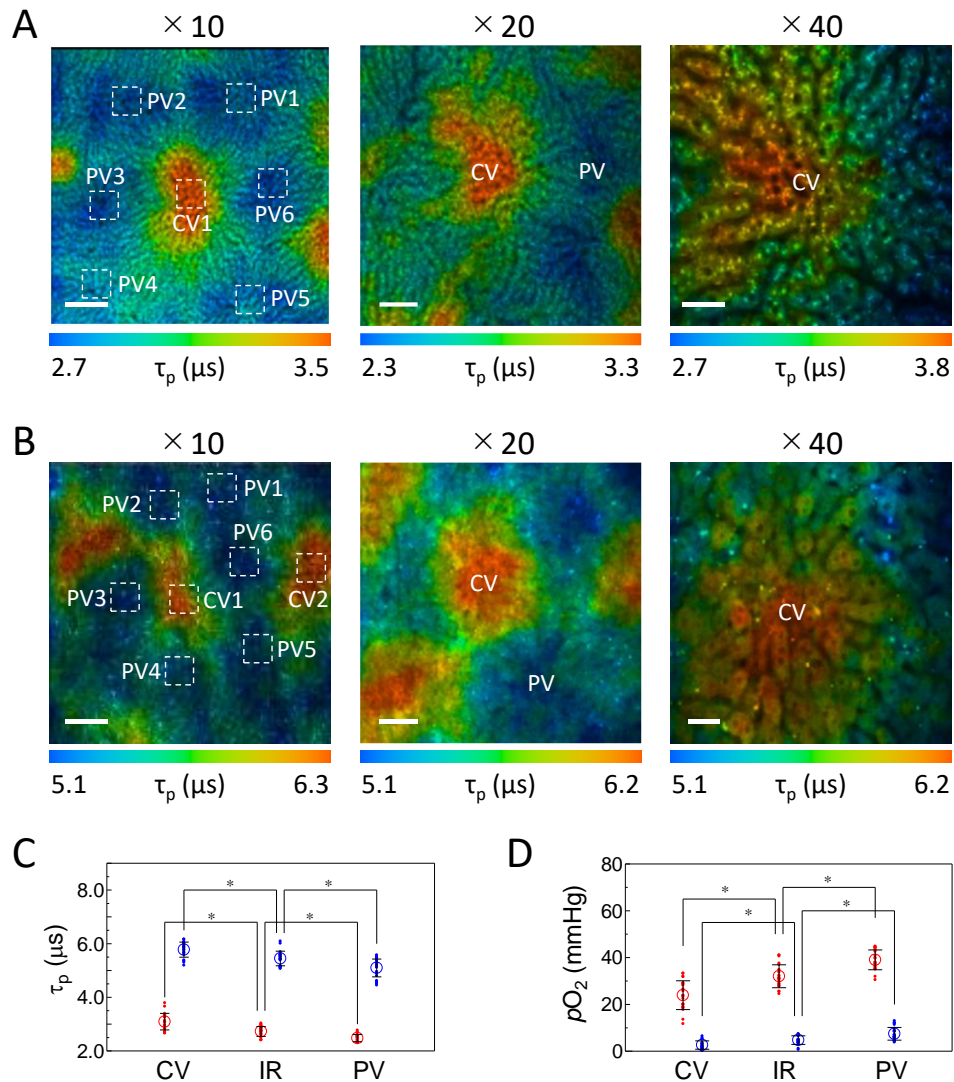 A
× 10
× 20
× 40
PV2
PV1
PV3
CV1
PV6
PV4
PV5
CV
PV
CV
2.7
τp (μs)
3.5
2.3
τp (μs)
3.3
2.7
τp (μs)
3.8
B
× 10
× 20
× 40
PV2
PV1
PV6
PV3
CV1
CV2
PV4
PV5
CV
PV
CV
5.1
τp (μs)
6.3
5.1
τp (μs)
6.2
5.1
τp (μs)
6.2
C
τp (μs)
8.0
6.0
4.0
2.0
* *
* *
CV IR PV
D
pO2 (mmHg)
80
60
40
20
0
* *
* *
CV IR PV